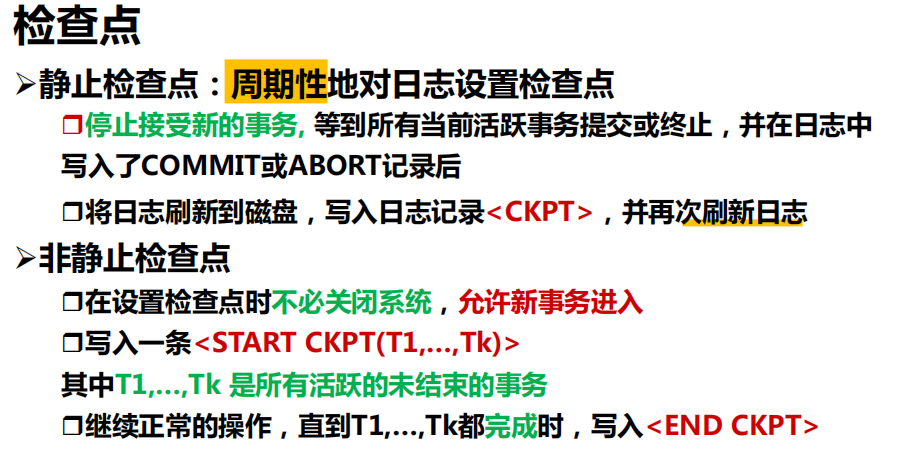 检查点
➢静止检查点：周期性地对日志设置检查点
❒停止接受新的事务, 等到所有当前活跃事务提交或终止，并在日志中
写入了COMMIT或ABORT记录后
❒将日志刷新到磁盘，写入日志记录<CKPT>，并再次刷新日志
➢非静止检查点
❒在设置检查点时不必关闭系统，允许新事务进入
❒写入一条<START CKPT(T1,…,Tk)>
其中T1,…,Tk 是所有活跃的未结束的事务
❒继续正常的操作，直到T1,…,Tk都完成时，写入<END CKPT>